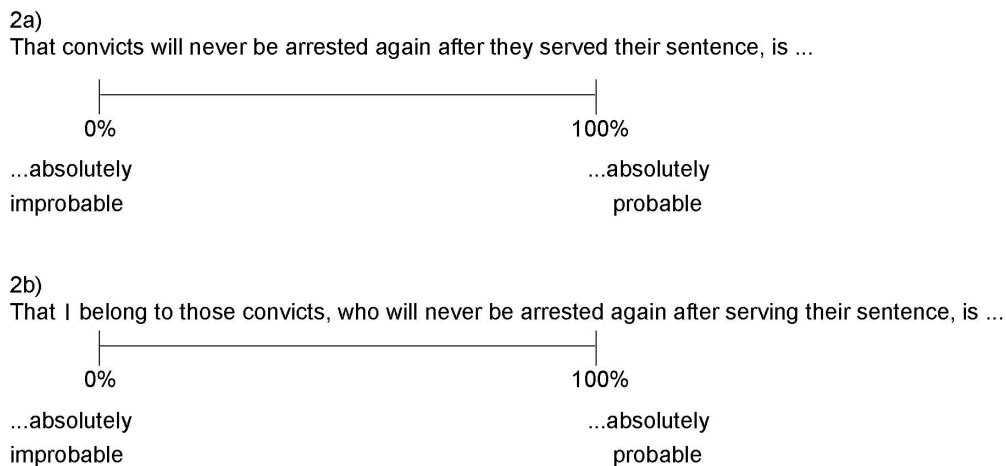 2a)
That convicts will never be arrested again after they served their sentence, is ...
0% 100%
...absolutely ...absolutely
improbable probable
2b)
That I belong to those convicts, who will never be arrested again after serving their sentence, is ...
0% 100%
...absolutely ...absolutely
improbable probable